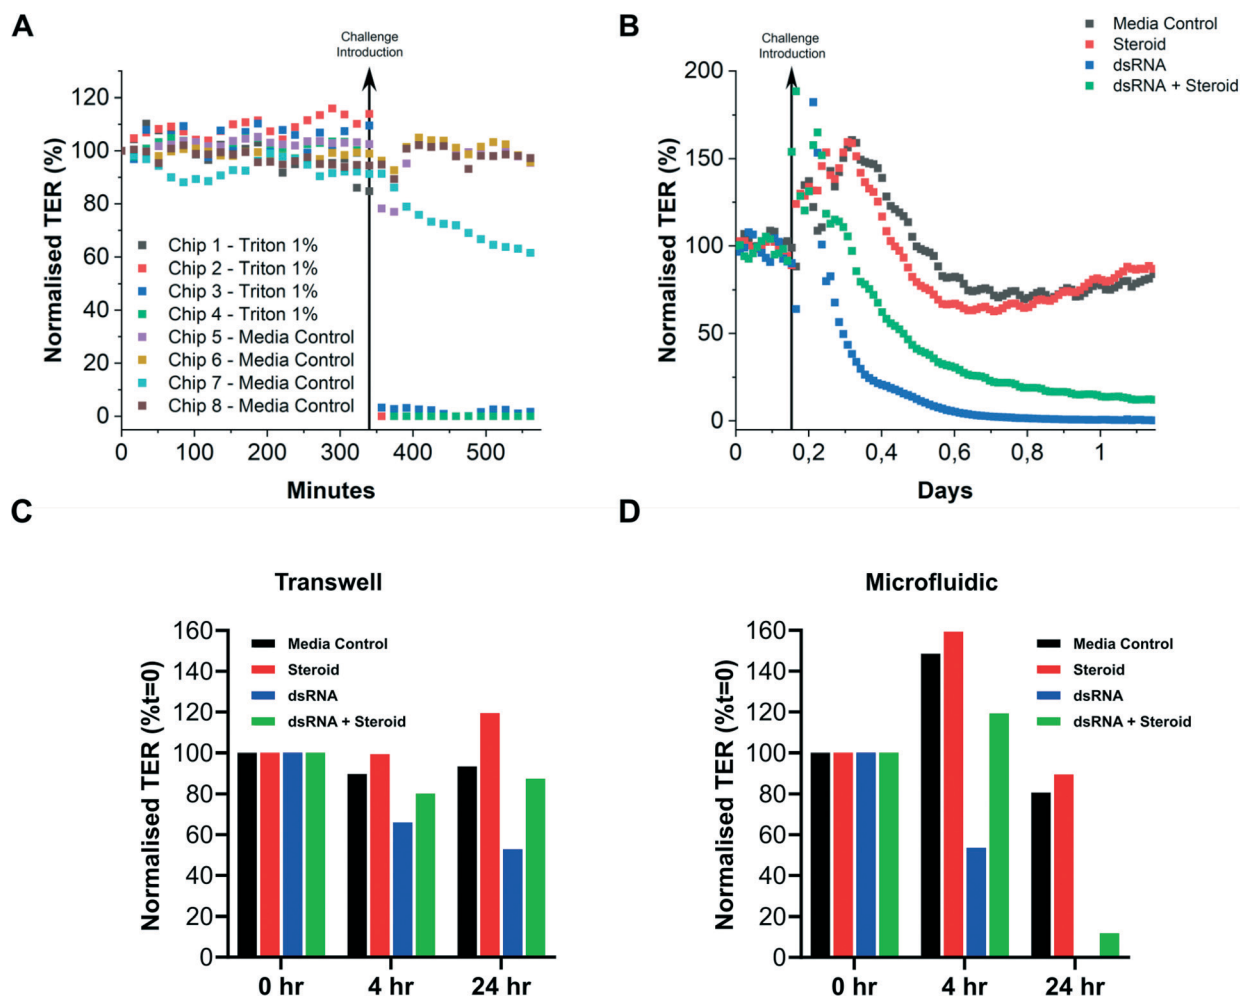 A
Challenge
Introduction
Normalised TER (%)
120
100
80
60
40
20
0
Chip 1 - Triton 1%
Chip 2 - Triton 1%
Chip 3 - Triton 1%
Chip 4 - Triton 1%
Chip 5 - Media Control
Chip 6 - Media Control
Chip 7 - Media Control
Chip 8 - Media Control
0 100 200 300 400 500
Minutes
B
Challenge
Introduction
Media Control
Steroid
dsRNA
dsRNA + Steroid
Normalised TER (%)
200
150
100
50
0
0 0,2 0,4 0,6 0,8 1
Days
C
Transwell
Normalised TER (%t=0)
160
140
120
100
80
60
40
20
0
Media Control
Steroid
dsRNA
dsRNA + Steroid
0 hr 4 hr 24 hr
D
Microfluidic
Normalised TER (%t=0)
160
140
120
100
80
60
40
20
0
Media Control
Steroid
dsRNA
dsRNA + Steroid
0 hr 4 hr 24 hr